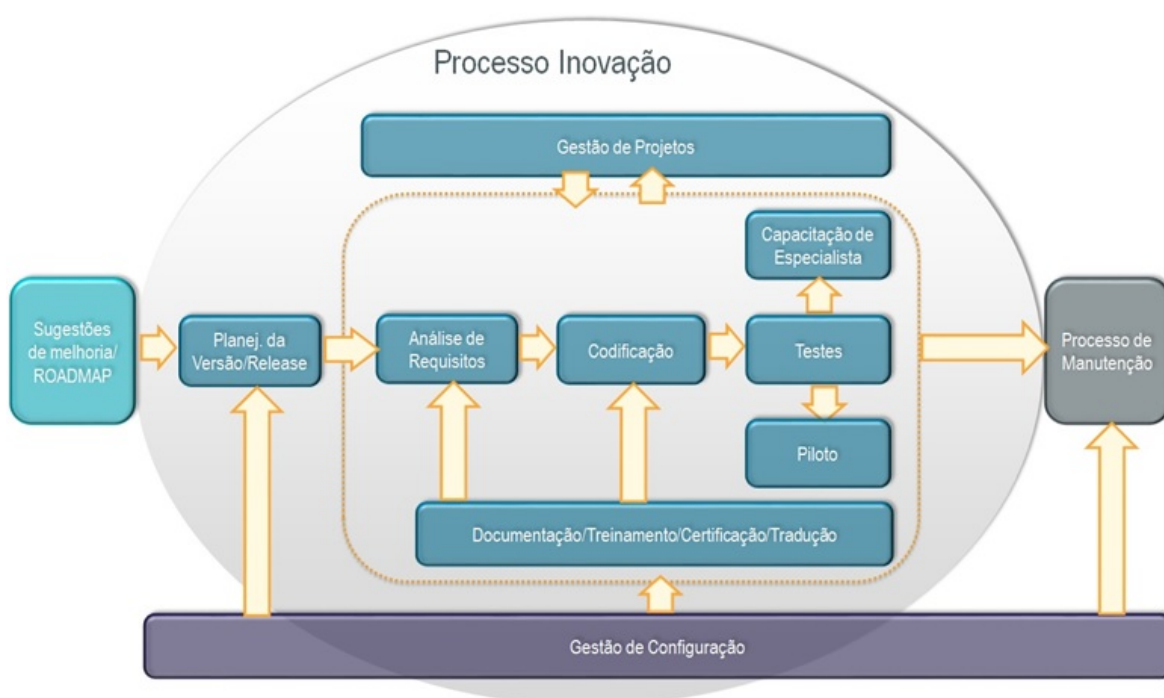 Processo Inovação
Gestão de Projetos
Capacitação de
Especialista
Sugestões
de melhoria/
ROADMAP
Planej. da
Versão/Release
Análise de
Requisitos
Codificação
Testes
Processo de
Manutenção
Piloto
Documentação/Treinamento/Certificação/Tradução
Gestão de Configuração